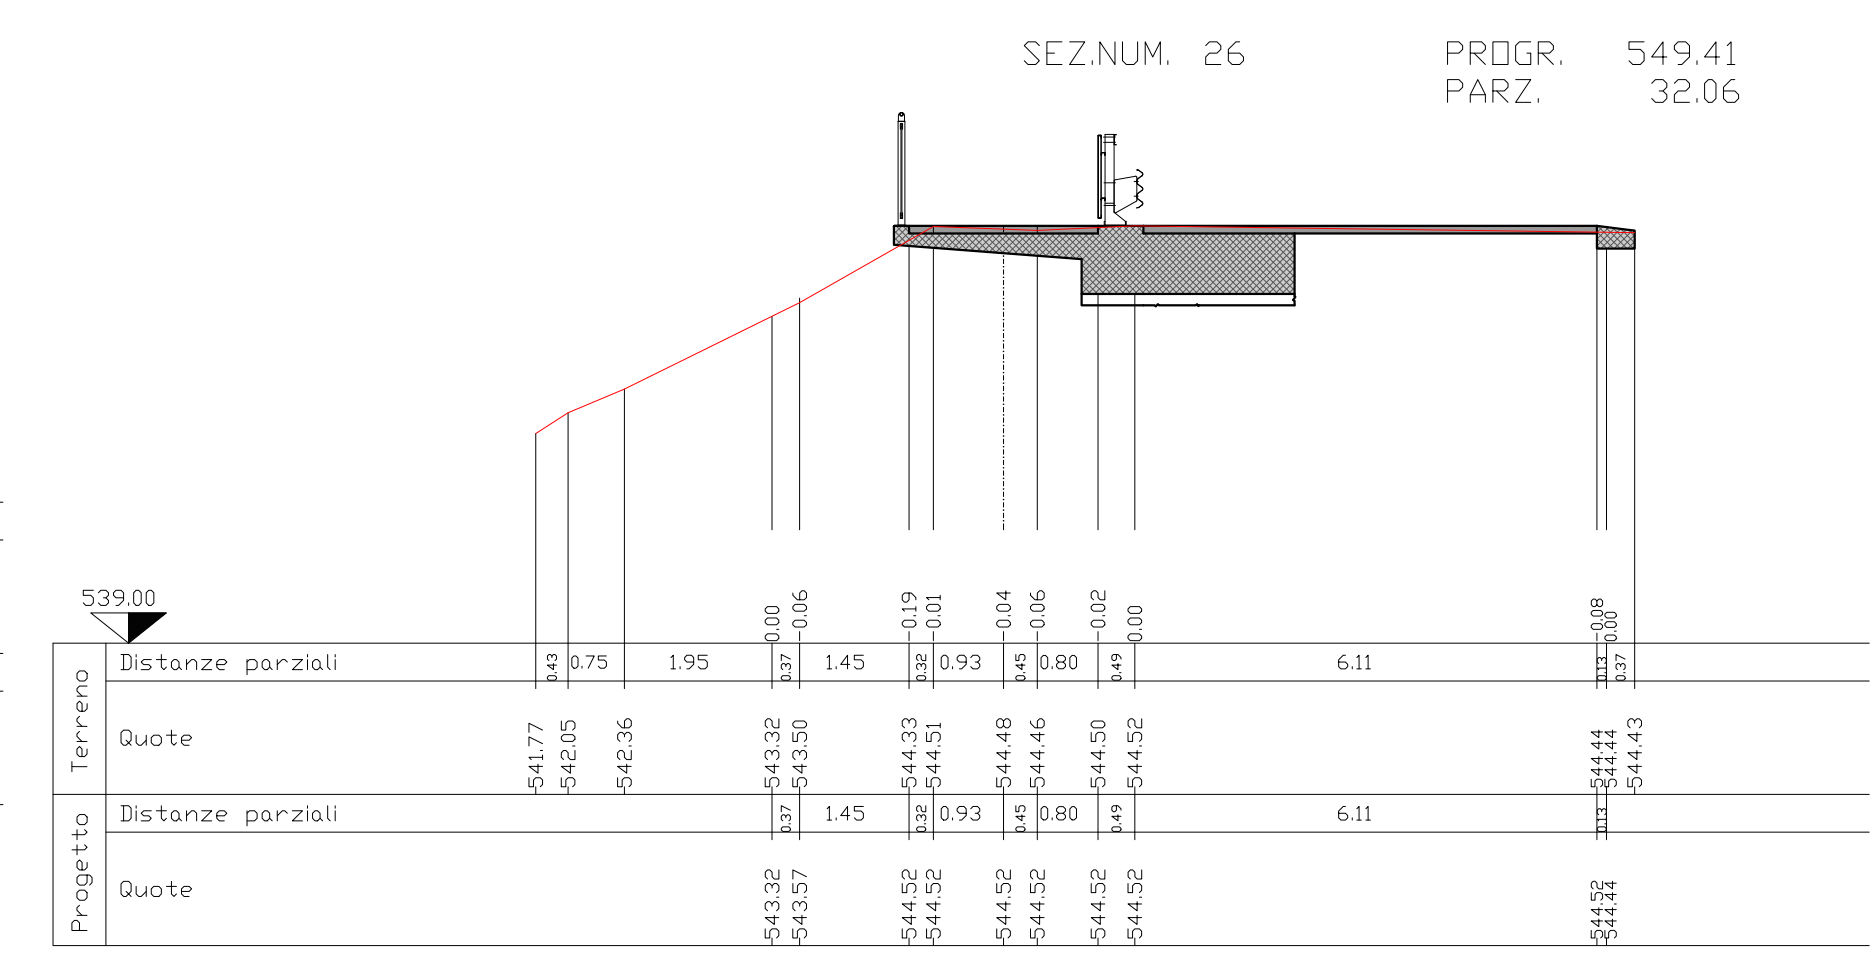 SEZ.NUM. 26 PROGR. 549.41
PARZ. 32.06
539.00
0.00 -0.06 -0.19 -0.01 -0.04 -0.06 -0.02 0.00 -0.08 0.00
Terreno
Distanze parziali 0.43 0.75 1.95 0.37 1.45 0.32 0.93 0.45 0.80 0.49 6.11 0.13 0.37
Quote 541.77 542.05 542.36 543.32 543.50 544.33 544.51 544.48 544.46 544.50 544.52 544.44 544.44 544.43
Progetto
Distanze parziali 0.37 1.45 0.32 0.93 0.45 0.80 0.49 6.11 0.13
Quote 543.32 543.57 544.52 544.52 544.52 544.52 544.52 544.52 544.52 544.44